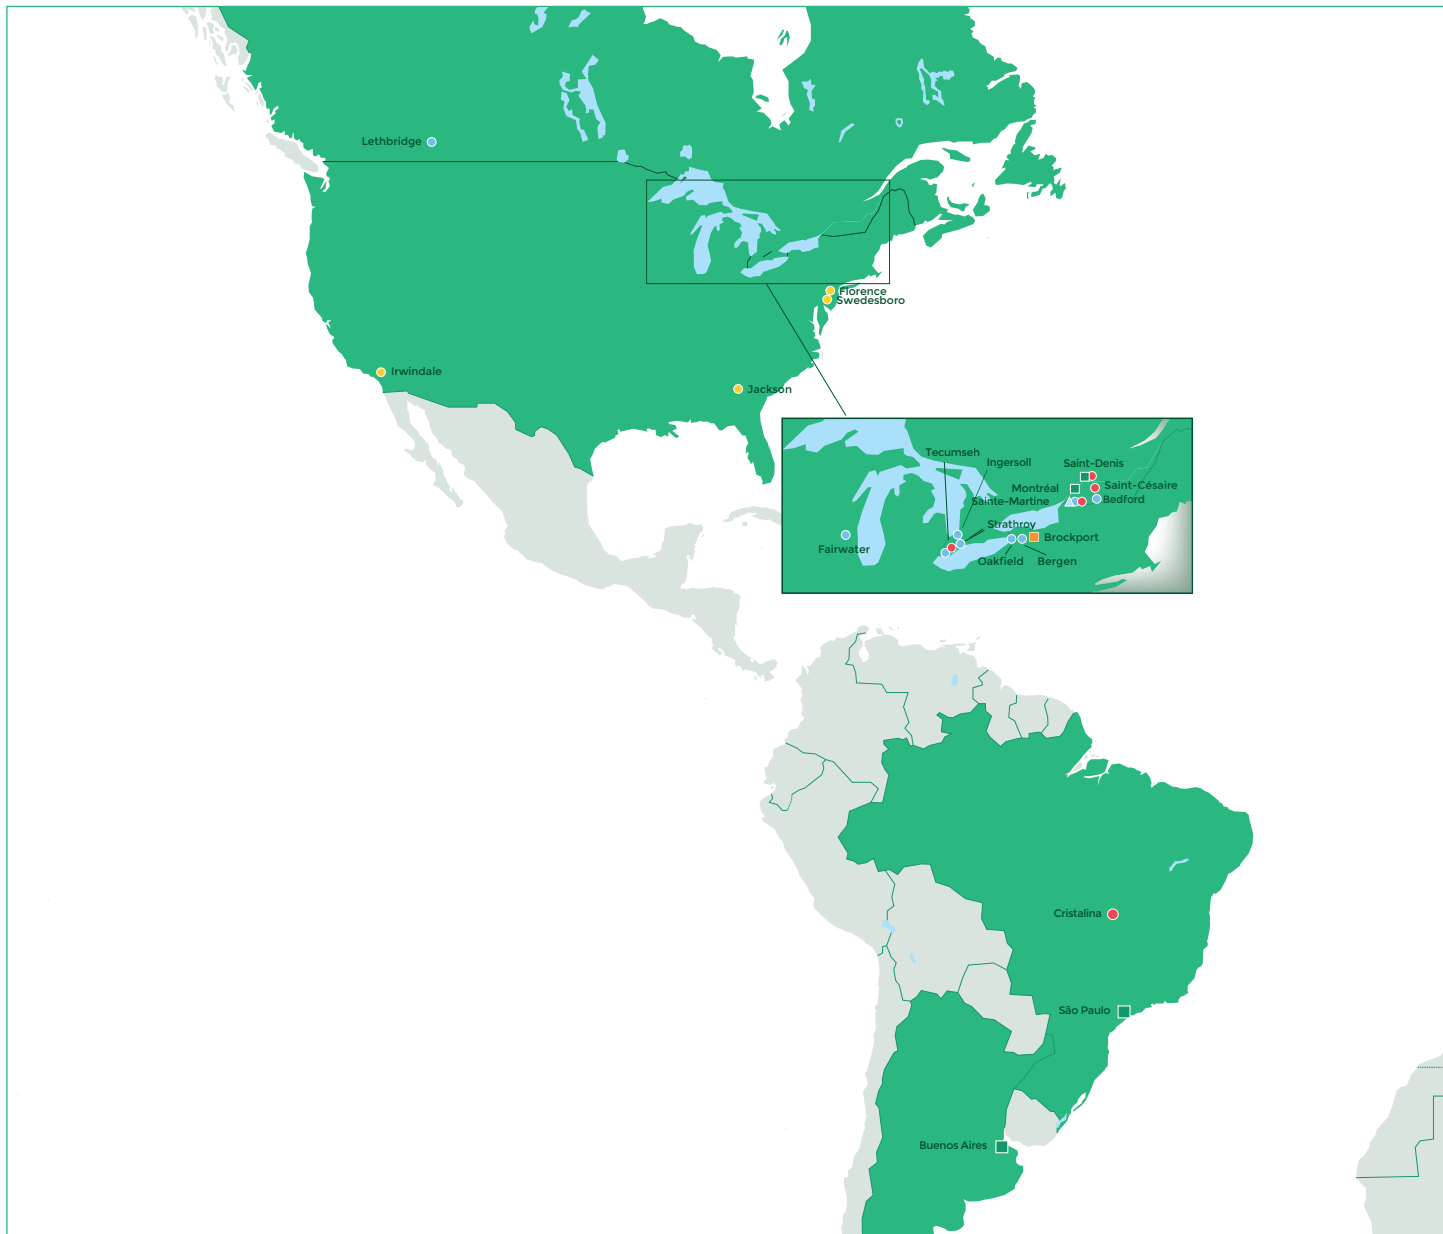 Lethbridge
Florence
Swedesboro
Irwindale
Jackson
Tecumseh
Ingersoll
Saint-Denis
Montréal
Saint-Césaire
Sainte-Martine
Bedford
Strathroy
Brockport
Fairwater
Oakfield
Bergen
Cristalina
São Paulo
Buenos Aires